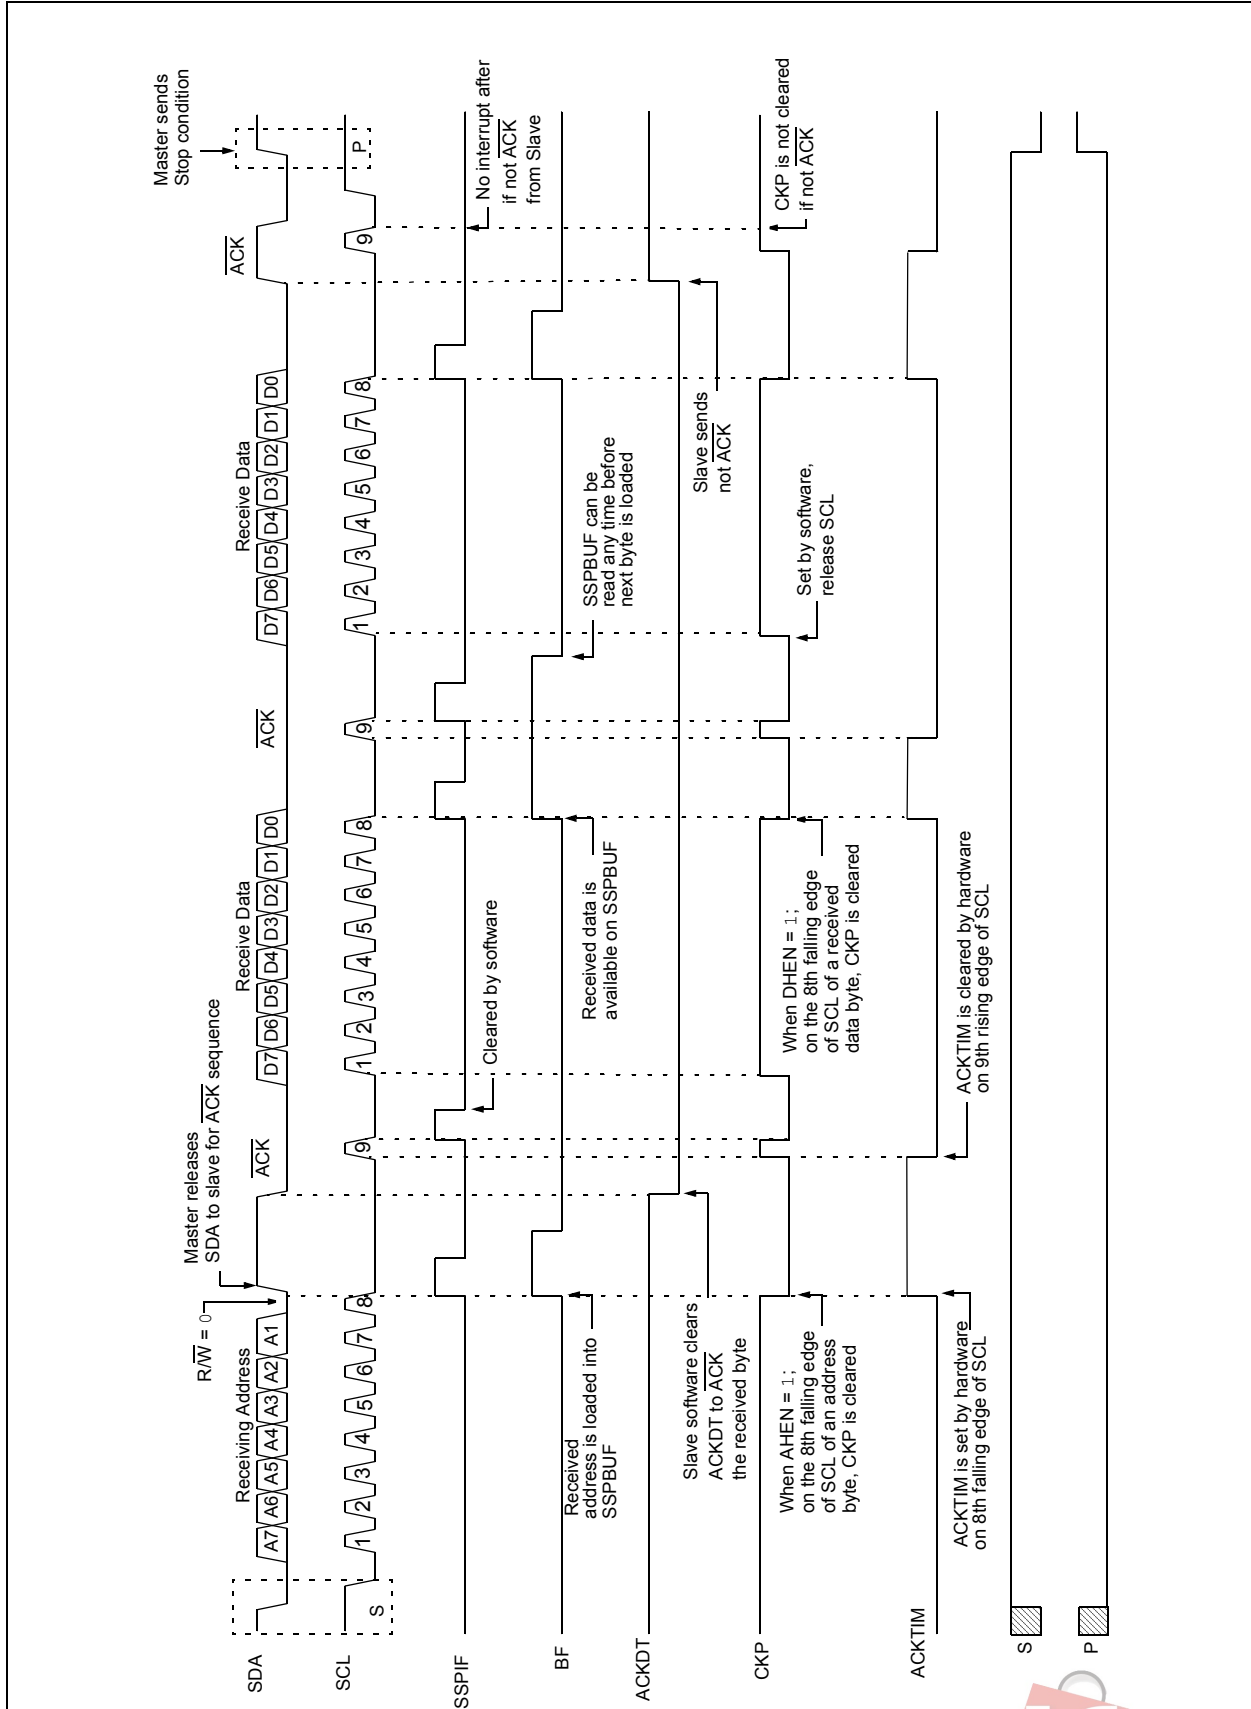 Master sends
Stop condition
Master releases
SDA to slave for ACK sequence
R/W = 0
Receiving Address
ACK
Receive Data
ACK
Receive Data
ACK
SDA
A7 A6 A5 A4 A3 A2 A1
D7 D6 D5 D4 D3 D2 D1 D0
D7 D6 D5 D4 D3 D2 D1 D0
SCL
S
1 2 3 4 5 6 7 8 9
1 2 3 4 5 6 7 8 9
1 2 3 4 5 6 7 8 9
P
SSPIF
Cleared by software
No interrupt after
if not ACK
from Slave
BF
Received
address is loaded into
SSPBUF
Received data is
available on SSPBUF
SSPBUF can be
read any time before
next byte is loaded
ACKDT
Slave software clears
ACKDT to ACK
the received byte
Slave sends
not ACK
CKP
When AHEN = 1;
on the 8th falling edge
of SCL of an address
byte, CKP is cleared
When DHEN = 1;
on the 8th falling edge
of SCL of a received
data byte, CKP is cleared
Set by software,
release SCL
CKP is not cleared
if not ACK
ACKTIM
ACKTIM is set by hardware
on 8th falling edge of SCL
ACKTIM is cleared by hardware
on 9th rising edge of SCL
S
P